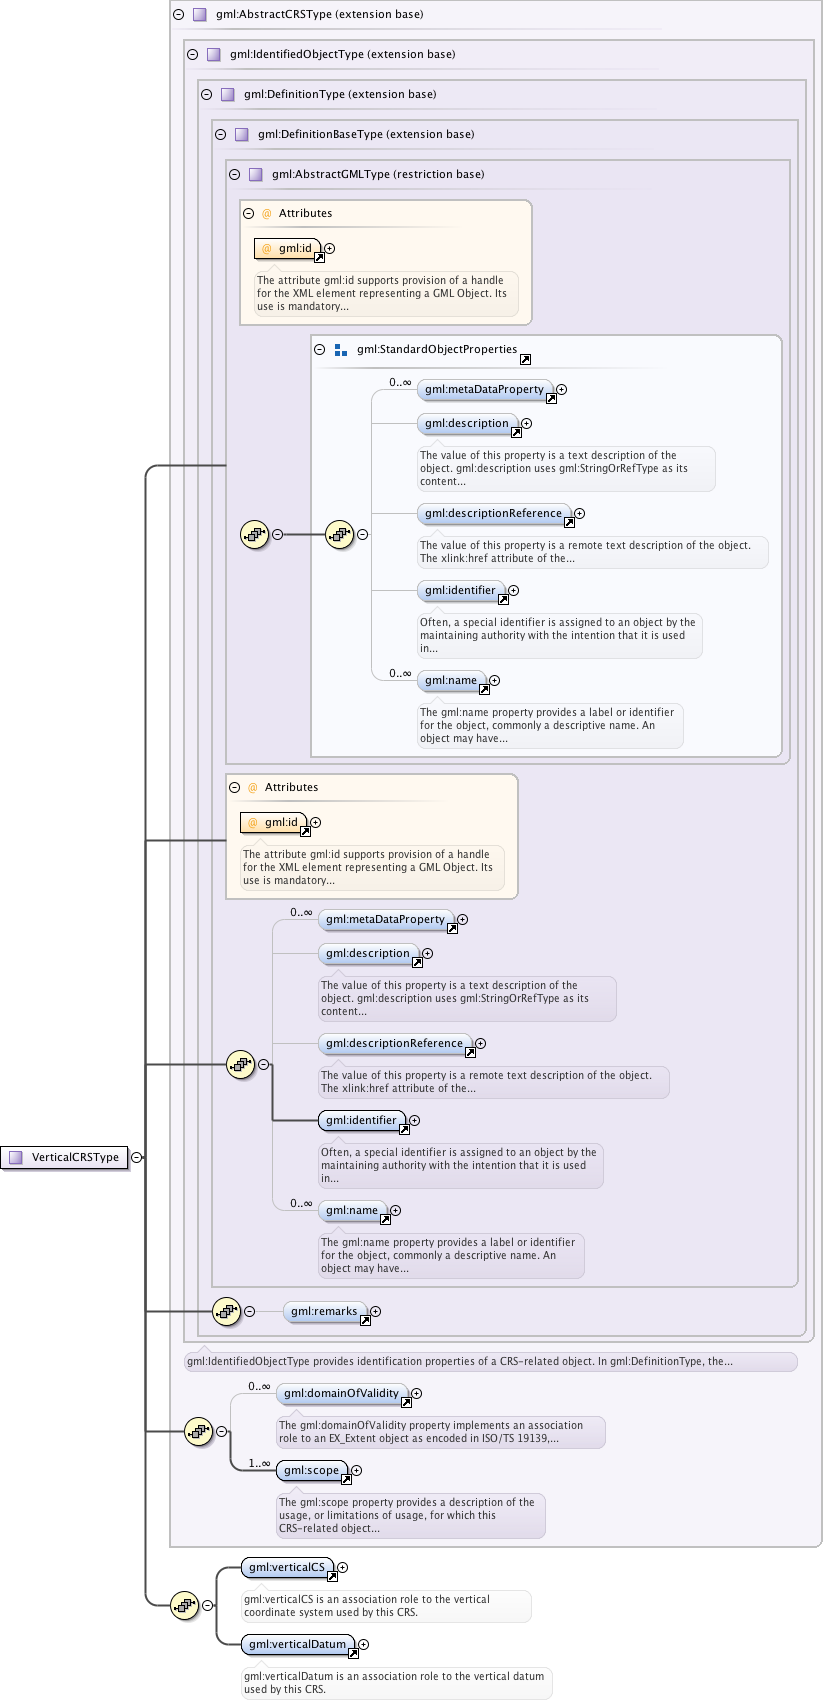 gml:AbstractCRSType (extension base)
gml:IdentifiedObjectType (extension base)
gml:DefinitionType (extension base)
gml:DefinitionBaseType (extension base)
gml:AbstractGMLType (restriction base)
@ Attributes
@ gml:id
The attribute gml:id supports provision of a handle
for the XML element representing a GML Object. Its
use is mandatory...
gml:StandardObjectProperties
0..∞
gml:metaDataProperty
gml:description
The value of this property is a text description of the
object. gml:description uses gml:StringOrRefType as its
content...
gml:descriptionReference
The value of this property is a remote text description of the object.
The xlink:href attribute of the...
gml:identifier
Often, a special identifier is assigned to an object by the
maintaining authority with the intention that it is used
in...
0..∞
gml:name
The gml:name property provides a label or identifier
for the object, commonly a descriptive name. An
object may have...
@ Attributes
@ gml:id
The attribute gml:id supports provision of a handle
for the XML element representing a GML Object. Its
use is mandatory...
0..∞
gml:metaDataProperty
gml:description
The value of this property is a text description of the
object. gml:description uses gml:StringOrRefType as its
content...
gml:descriptionReference
The value of this property is a remote text description of the object.
The xlink:href attribute of the...
gml:identifier
Often, a special identifier is assigned to an object by the
maintaining authority with the intention that it is used
in...
VerticalCRSType
0..∞
gml:name
The gml:name property provides a label or identifier
for the object, commonly a descriptive name. An
object may have...
gml:remarks
gml:IdentifiedObjectType provides identification properties of a CRS-related object. In gml:DefinitionType, the...
0..∞
gml:domainOfValidity
The gml:domainOfValidity property implements an association
role to an EX_Extent object as encoded in ISO/TS 19139,...
1..∞
gml:scope
The gml:scope property provides a description of the
usage, or limitations of usage, for which this
CRS-related object...
gml:verticalCS
gml:verticalCS is an association role to the vertical
coordinate system used by this CRS.
gml:verticalDatum
gml:verticalDatum is an association role to the vertical datum
used by this CRS.